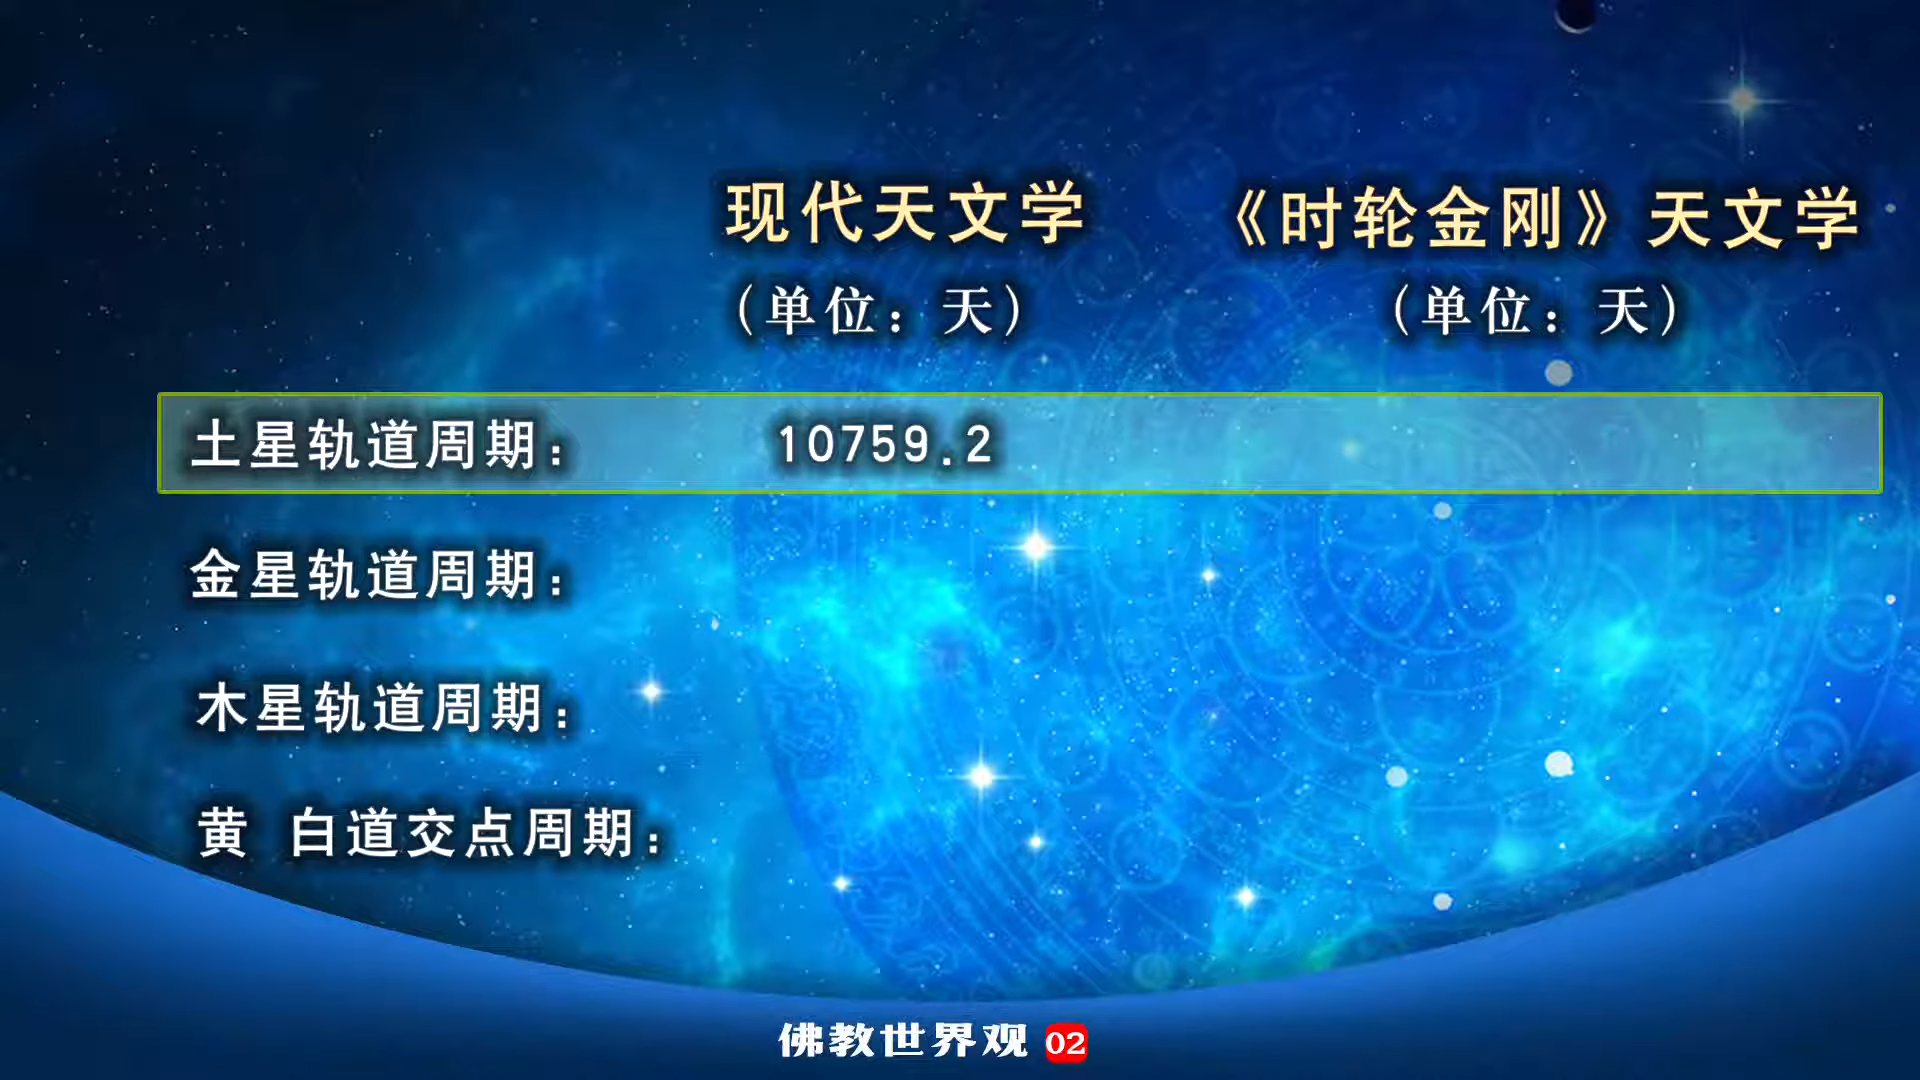 现代天文学 《时轮金刚》天文学
（单位：天） （单位：天）
土星轨道周期： 10759.2
金星轨道周期：
木星轨道周期：
黄 白道交点周期：
佛教世界观 02